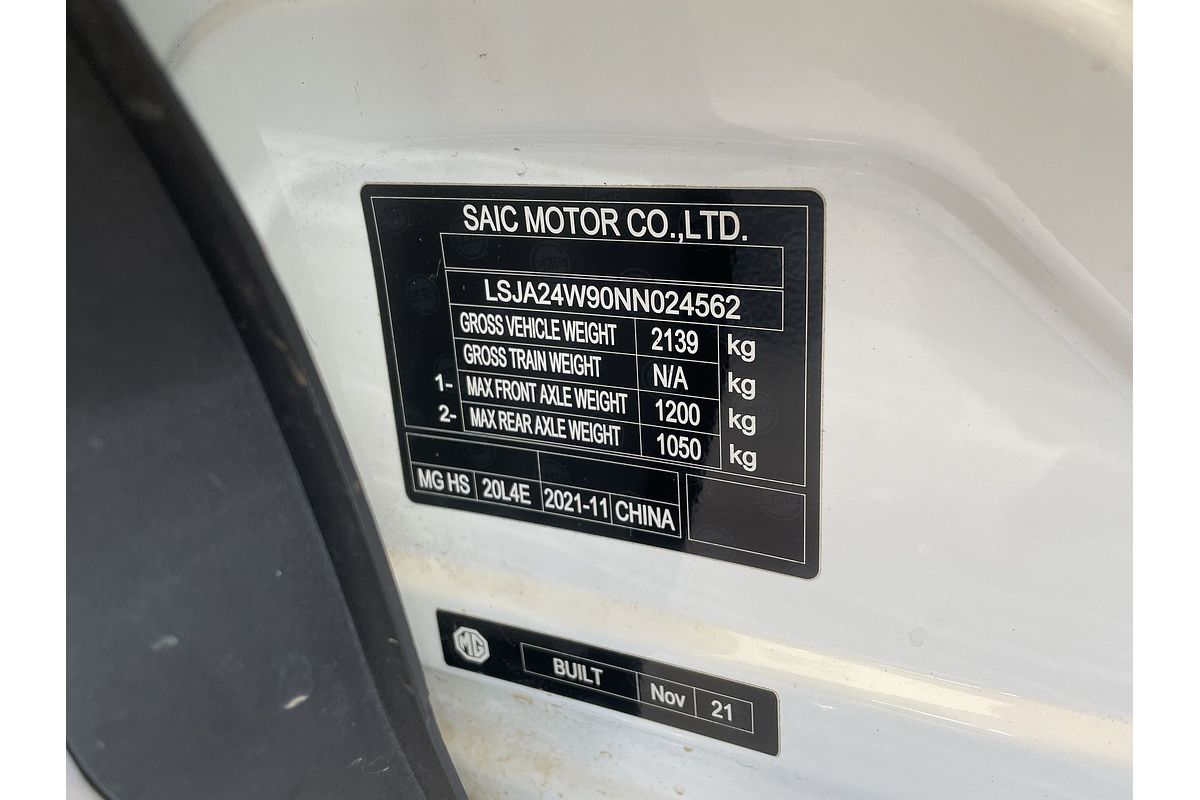 SAIC MOTOR CO.,LTD.
LSJA24W90NN024562
GROSS VEHICLE WEIGHT 2139 kg
GROSS TRAIN WEIGHT N/A kg
1- MAX FRONT AXLE WEIGHT 1200 kg
2- MAX REAR AXLE WEIGHT 1050 kg
MG HS 20L4E 2021-11 CHINA
MG BUILT Nov 21